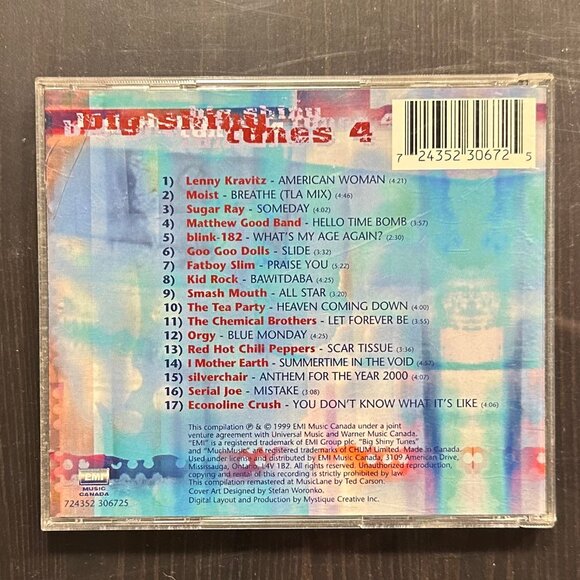 big shiny
tunes 4
7 24352 30672 5
1) Lenny Kravitz - AMERICAN WOMAN (4:21)
2) Moist - BREATHE (TLA MIX) (4:46)
3) Sugar Ray - SOMEDAY (4:02)
4) Matthew Good Band - HELLO TIME BOMB (3:57)
5) blink-182 - WHAT'S MY AGE AGAIN? (2:30)
6) Goo Goo Dolls - SLIDE (3:32)
7) Fatboy Slim - PRAISE YOU (5:22)
8) Kid Rock - BAWITDABA (4:25)
9) Smash Mouth - ALL STAR (3:20)
10) The Tea Party - HEAVEN COMING DOWN (4:00)
11) The Chemical Brothers - LET FOREVER BE (3:55)
12) Orgy - BLUE MONDAY (4:25)
13) Red Hot Chili Peppers - SCAR TISSUE (3:36)
14) I Mother Earth - SUMMERTIME IN THE VOID (4:07)
15) silverchair - ANTHEM FOR THE YEAR 2000 (4:07)
16) Serial Joe - MISTAKE (4:08)
17) Econoline Crush - YOU DON'T KNOW WHAT IT'S LIKE (4:06)
This compilation ℗ & © 1999 EMI Music Canada under a joint
venture agreement with Universal Music and Warner Music Canada.
"EMI" is a registered trademark of EMI Group plc "Big Shiny Tunes"
and "MuchMusic" are registered trademarks of CHUM Limited. Made in Canada.
Used under license and distributed by EMI Music Canada, 3109 American Drive,
Mississauga, Ontario, L4V 1B2. All rights reserved. Unauthorized reproduction,
copying and rental of this recording is strictly prohibited by law.
This compilation remastered at MusicLane by Ted Carson.
Cover Art Designed by Stefan Woronko.
Digital Layout and Production by Mystique Creative Inc.
EMI
MUSIC
CANADA
724352 306725